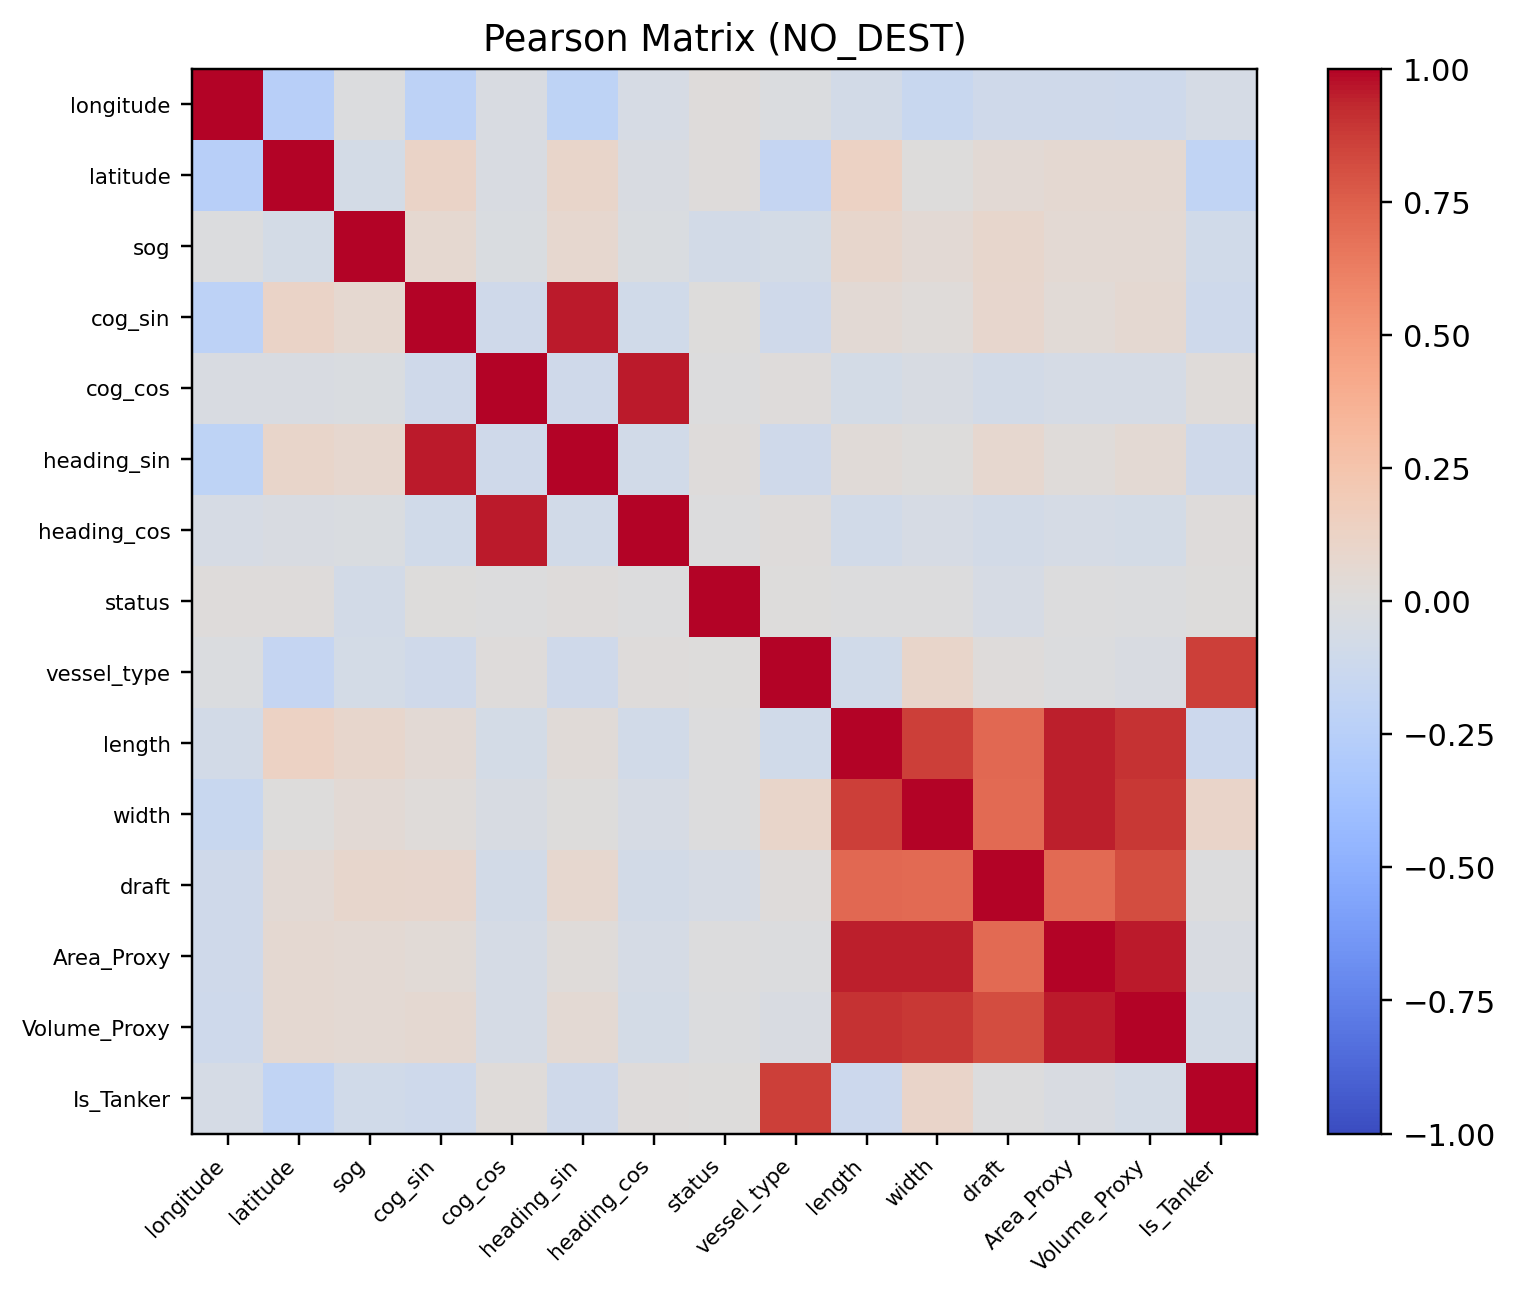 Pearson Matrix (NO_DEST)
longitude
latitude
sog
cog_sin
cog_cos
heading_sin
heading_cos
status
vessel_type
length
width
draft
Area_Proxy
Volume_Proxy
Is_Tanker
longitude
latitude
sog
cog_sin
cog_cos
heading_sin
heading_cos
status
vessel_type
length
width
draft
Area_Proxy
Volume_Proxy
Is_Tanker
1.00
0.75
0.50
0.25
0.00
−0.25
−0.50
−0.75
−1.00